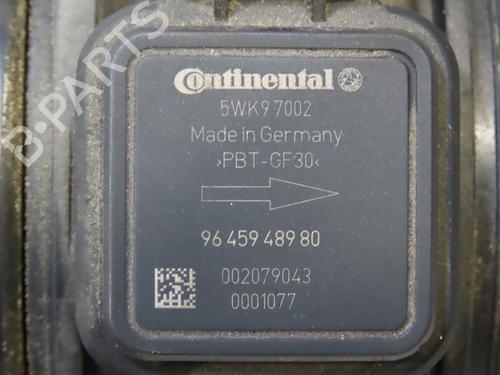 B-PARTS
Continental
5WK9 7002
Made in Germany
>PBT-GF30<
96 459 489 80
002079043
0001077